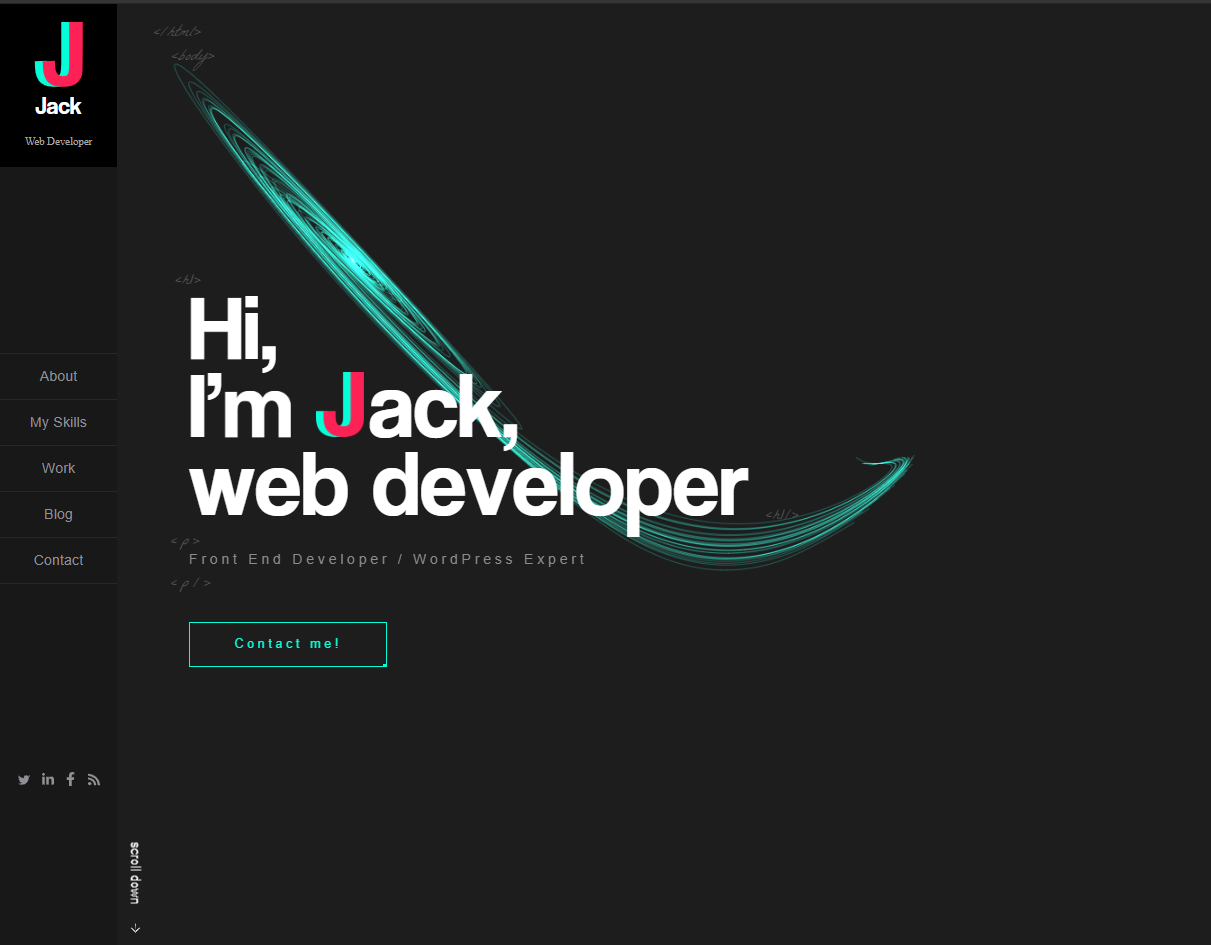 J
Jack
Web Developer
About
My Skills
Work
Blog
Contact
</html>
<body>
<h1>
Hi,
I’m Jack,
web developer
<h1/>
<p>
Front End Developer / WordPress Expert
<p/>
Contact me!
scroll down